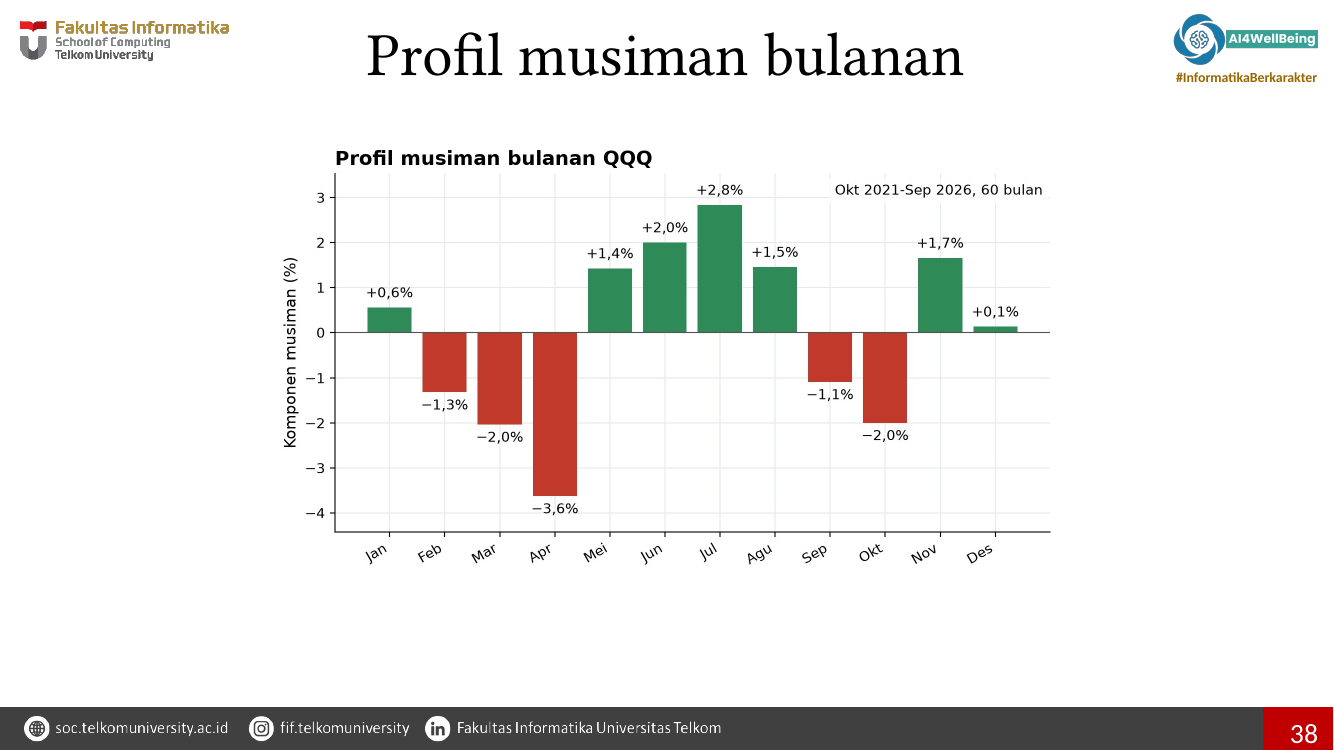 Fakultas Informatika
School of Computing
Telkom University
Profil musiman bulanan
AI4WellBeing
#InformatikaBerkarakter
Profil musiman bulanan QQQ
Okt 2021-Sep 2026, 60 bulan
Komponen musiman (%)
3
2
1
0
−1
−2
−3
−4
+0,6%
−1,3%
−2,0%
−3,6%
+1,4%
+2,0%
+2,8%
+1,5%
−1,1%
−2,0%
+1,7%
+0,1%
Jan
Feb
Mar
Apr
Mei
Jun
Jul
Agu
Sep
Okt
Nov
Des
soc.telkomuniversity.ac.id
fif.telkomuniversity
in
Fakultas Informatika Universitas Telkom
38